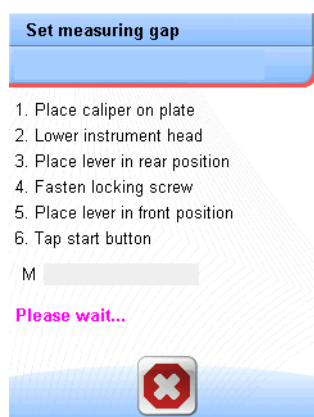 Set measuring gap
1. Place caliper on plate
2. Lower instrument head
3. Place lever in rear position
4. Fasten locking screw
5. Place lever in front position
6. Tap start button
M
Please wait...